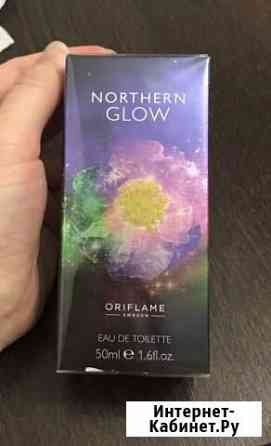 NORTHERN
GLOW
ORIFLAME
SWEDEN
EAU DE TOILETTE
50ml ℮ 1.6fl.oz.
Интернет-
Кабинет.Ру